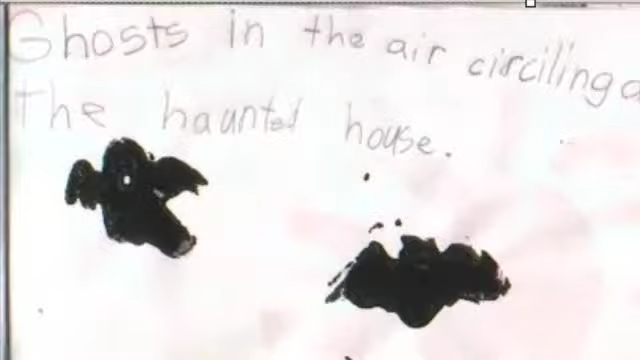 Ghosts in the air circiling a
The haunted house.